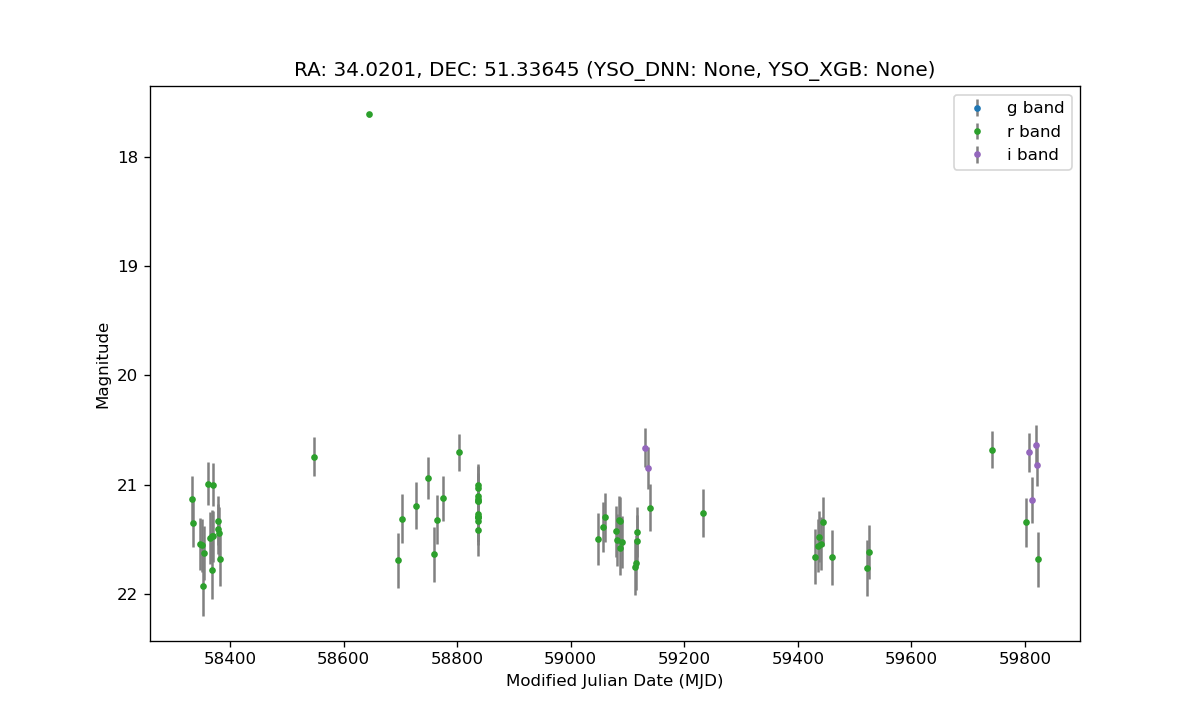 RA: 34.0201, DEC: 51.33645 (YSO_DNN: None, YSO_XGB: None)
g band
r band
i band
18
19
20
21
22
Magnitude
58400 58600 58800 59000 59200 59400 59600 59800
Modified Julian Date (MJD)